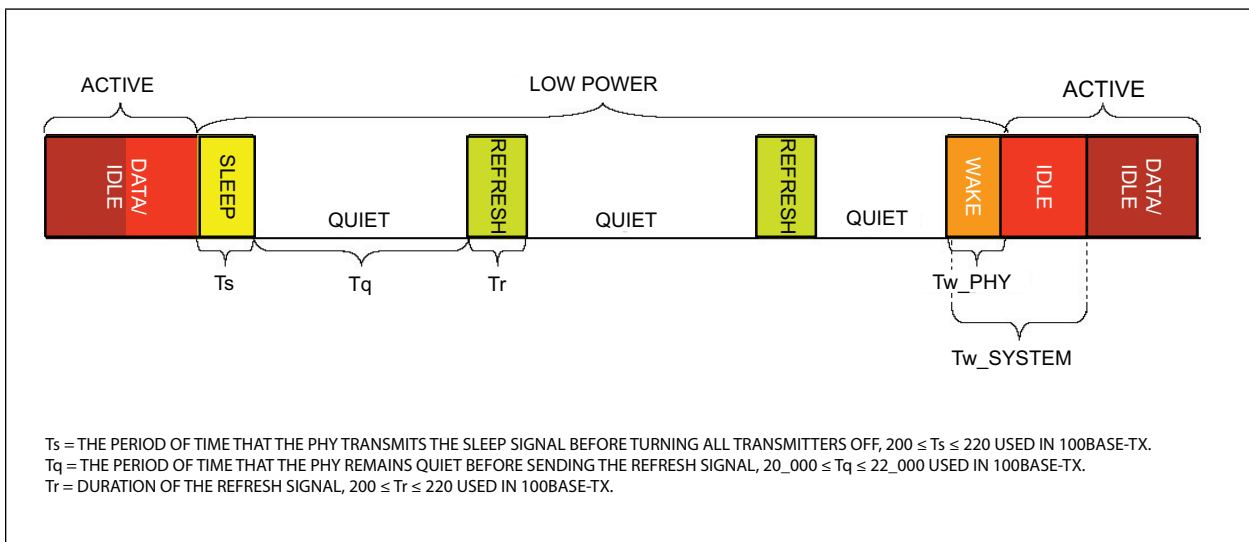 ACTIVE
LOW POWER
ACTIVE
DATA/
IDLE
SLEEP
QUIET
REFRESH
QUIET
REFRESH
QUIET
WAKE
IDLE
DATA/
IDLE
Ts
Tq
Tr
Tw_PHY
Tw_SYSTEM
Ts = THE PERIOD OF TIME THAT THE PHY TRANSMITS THE SLEEP SIGNAL BEFORE TURNING ALL TRANSMITTERS OFF, 200 ≤ Ts ≤ 220 USED IN 100BASE-TX.
Tq = THE PERIOD OF TIME THAT THE PHY REMAINS QUIET BEFORE SENDING THE REFRESH SIGNAL, 20_000 ≤ Tq ≤ 22_000 USED IN 100BASE-TX.
Tr = DURATION OF THE REFRESH SIGNAL, 200 ≤ Tr ≤ 220 USED IN 100BASE-TX.